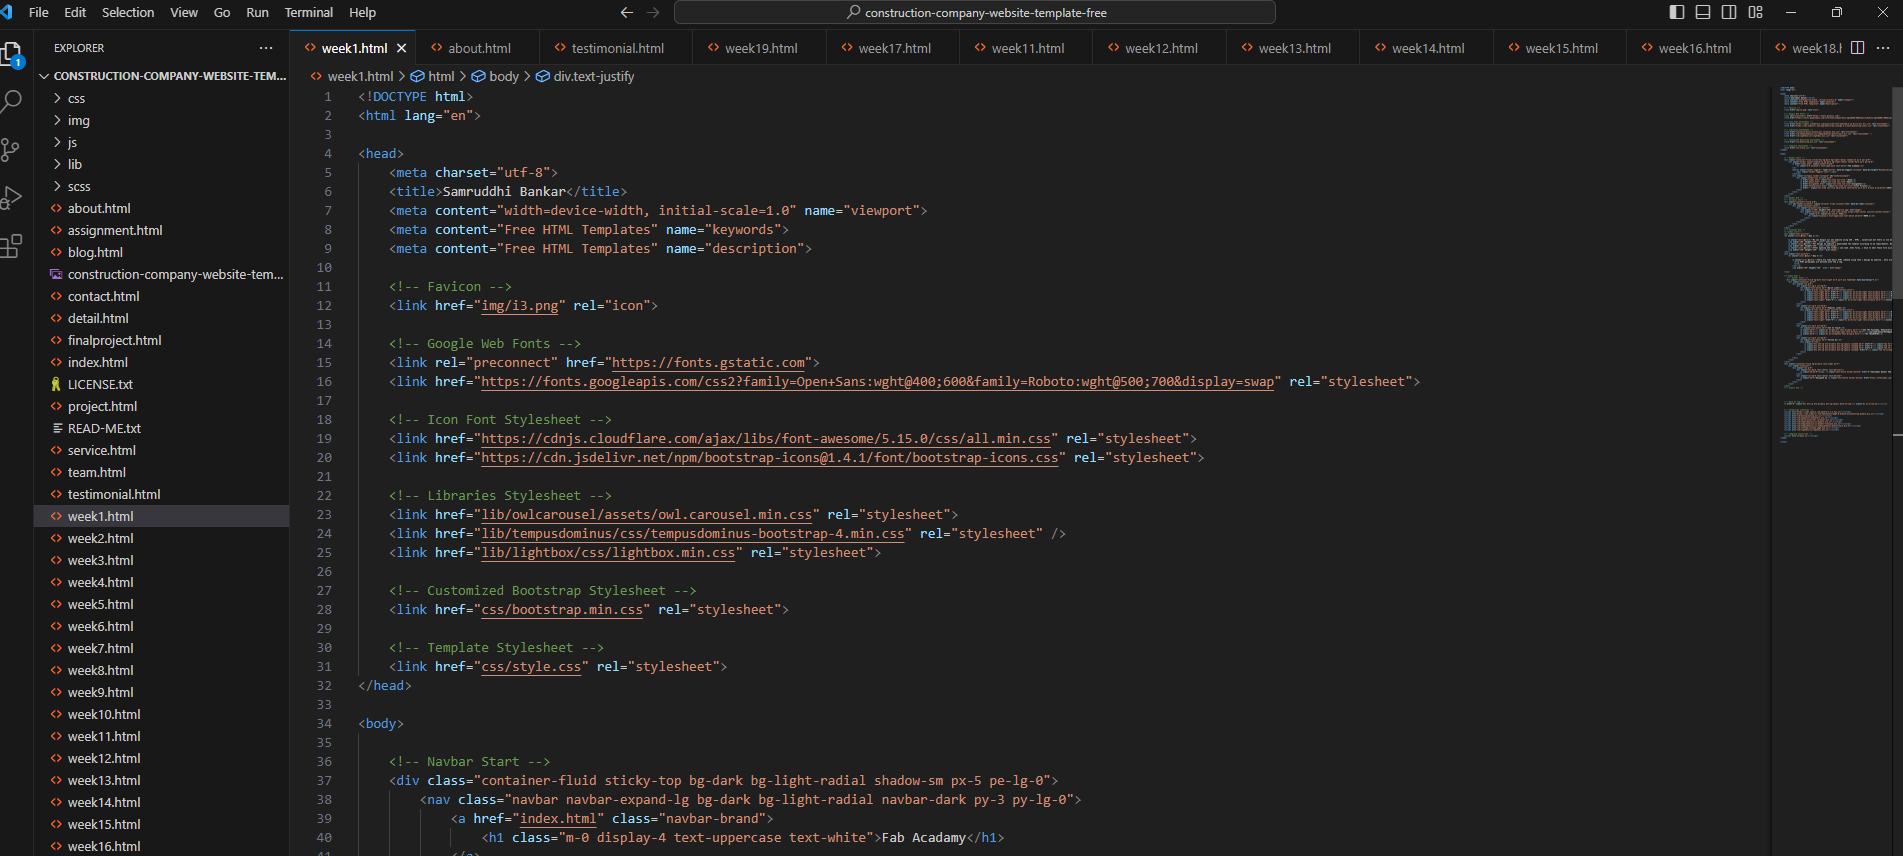 File Edit Selection View Go Run Terminal Help
construction-company-website-template-free
EXPLORER
week1.html
about.html
testimonial.html
week19.html
week17.html
week11.html
week12.html
week13.html
week14.html
week15.html
week16.html
week18.h
1
CONSTRUCTION-COMPANY-WEBSITE-TEM...
css
img
js
lib
scss
about.html
assignment.html
blog.html
construction-company-website-tem...
contact.html
detail.html
finalproject.html
index.html
LICENSE.txt
project.html
READ-ME.txt
service.html
team.html
testimonial.html
week1.html
week2.html
week3.html
week4.html
week5.html
week6.html
week7.html
week8.html
week9.html
week10.html
week11.html
week12.html
week13.html
week14.html
week15.html
week16.html
week1.html > html > body > div.text-justify
1 <!DOCTYPE html>
2 <html lang="en">
3
4 <head>
5 <meta charset="utf-8">
6 <title>Samruddhi Bankar</title>
7 <meta content="width=device-width, initial-scale=1.0" name="viewport">
8 <meta content="Free HTML Templates" name="keywords">
9 <meta content="Free HTML Templates" name="description">
10
11 <!-- Favicon -->
12 <link href="img/i3.png" rel="icon">
13
14 <!-- Google Web Fonts -->
15 <link rel="preconnect" href="https://fonts.gstatic.com">
16 <link href="https://fonts.googleapis.com/css2?family=Open+Sans:wght@400;600&family=Roboto:wght@500;700&display=swap" rel="stylesheet">
17
18 <!-- Icon Font Stylesheet -->
19 <link href="https://cdnjs.cloudflare.com/ajax/libs/font-awesome/5.15.0/css/all.min.css" rel="stylesheet">
20 <link href="https://cdn.jsdelivr.net/npm/bootstrap-icons@1.4.1/font/bootstrap-icons.css" rel="stylesheet">
21
22 <!-- Libraries Stylesheet -->
23 <link href="lib/owlcarousel/assets/owl.carousel.min.css" rel="stylesheet">
24 <link href="lib/tempusdominus/css/tempusdominus-bootstrap-4.min.css" rel="stylesheet" />
25 <link href="lib/lightbox/css/lightbox.min.css" rel="stylesheet">
26
27 <!-- Customized Bootstrap Stylesheet -->
28 <link href="css/bootstrap.min.css" rel="stylesheet">
29
30 <!-- Template Stylesheet -->
31 <link href="css/style.css" rel="stylesheet">
32 </head>
33
34 <body>
35
36 <!-- Navbar Start -->
37 <div class="container-fluid sticky-top bg-dark bg-light-radial shadow-sm px-5 pe-lg-0">
38 <nav class="navbar navbar-expand-lg bg-dark bg-light-radial navbar-dark py-3 py-lg-0">
39 <a href="index.html" class="navbar-brand">
40 <h1 class="m-0 display-4 text-uppercase text-white">Fab Acadamy</h1>